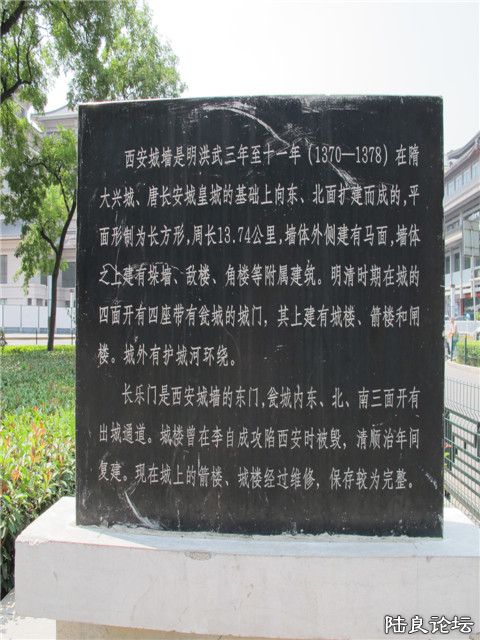 西安城墙是明洪武三年至十一年（1370—1378）在隋
大兴城、唐长安城皇城的基础上向东、北面扩建而成的，平
面形制为长方形，周长13.74公里，墙体外侧建有马面，墙体
之上建有垛墙、敌楼、角楼等附属建筑。明清时期在城的
四面开有四座带有瓮城的城门，其上建有城楼、箭楼和闸
楼。城外有护城河环绕。
长乐门是西安城墙的东门，瓮城内东、北、南三面开有
出城通道。城楼曾在李自成攻陷西安时被毁，清顺治年间
复建。现在城上的箭楼、城楼经过维修，保存较为完整。
陆良论坛